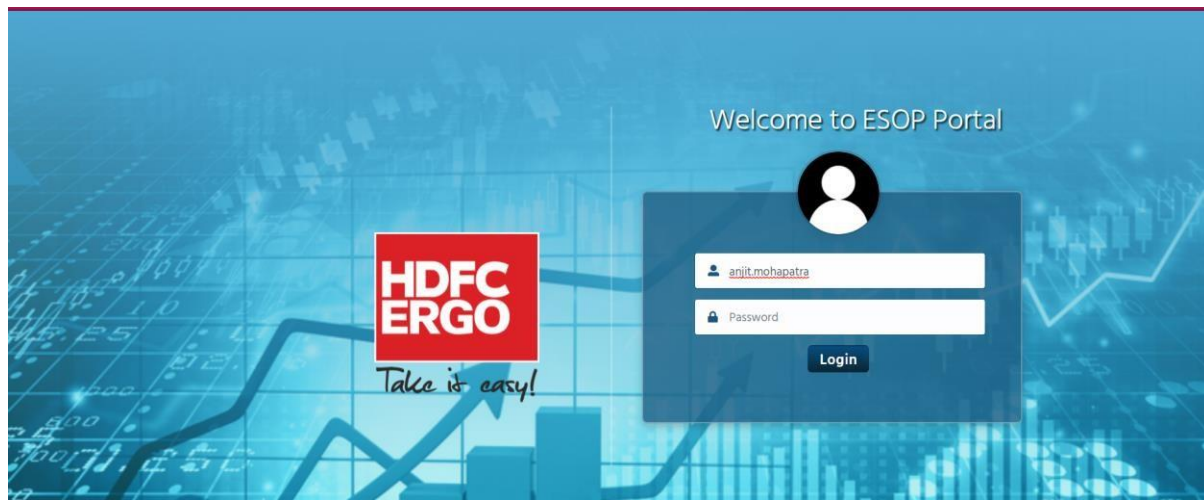 Welcome to ESOP Portal
HDFC
ERGO
Take it easy!
anjit.mohapatra
Password
Login